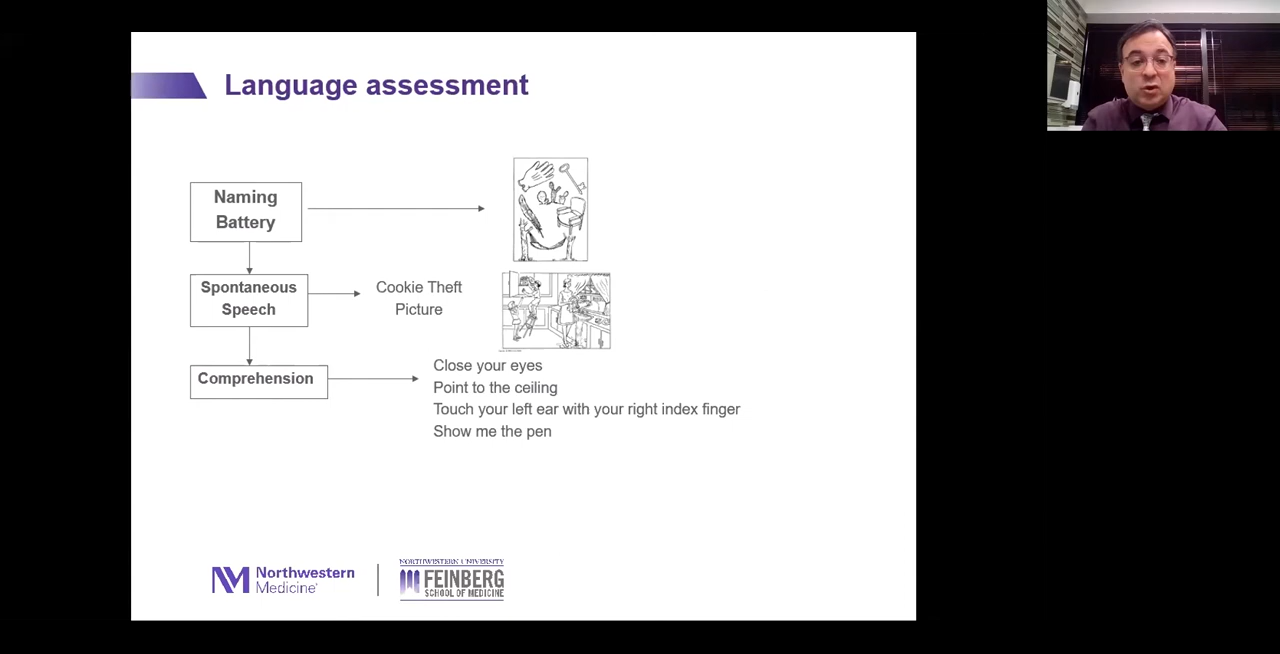 Language assessment
Naming
Battery
Spontaneous
Speech
Cookie Theft
Picture
Comprehension
Close your eyes
Point to the ceiling
Touch your left ear with your right index finger
Show me the pen
Northwestern
Medicine
NORTHWESTERN UNIVERSITY
FEINBERG
SCHOOL OF MEDICINE